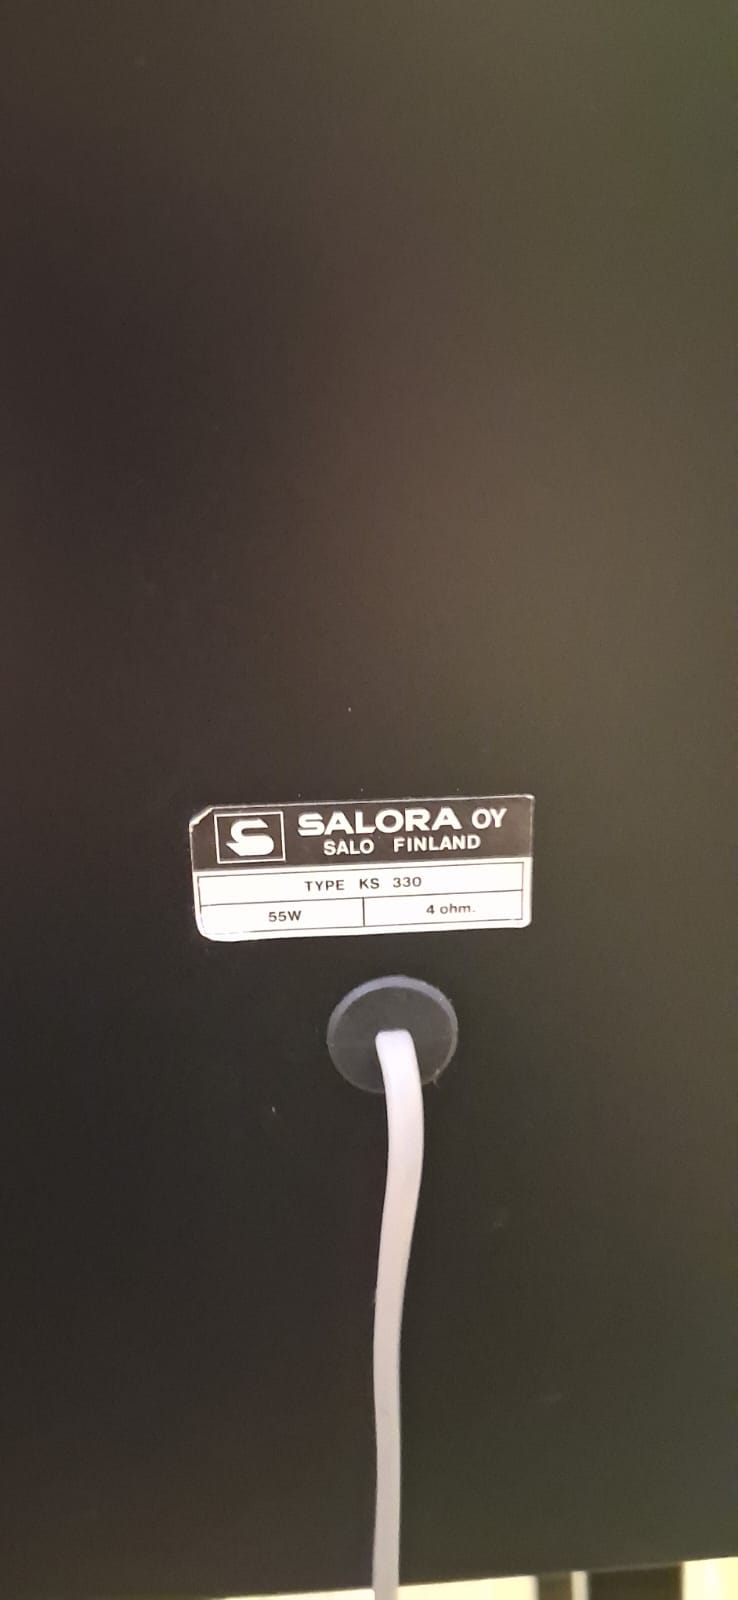 S SALORA OY
SALO FINLAND
TYPE KS 330
55W 4 ohm.